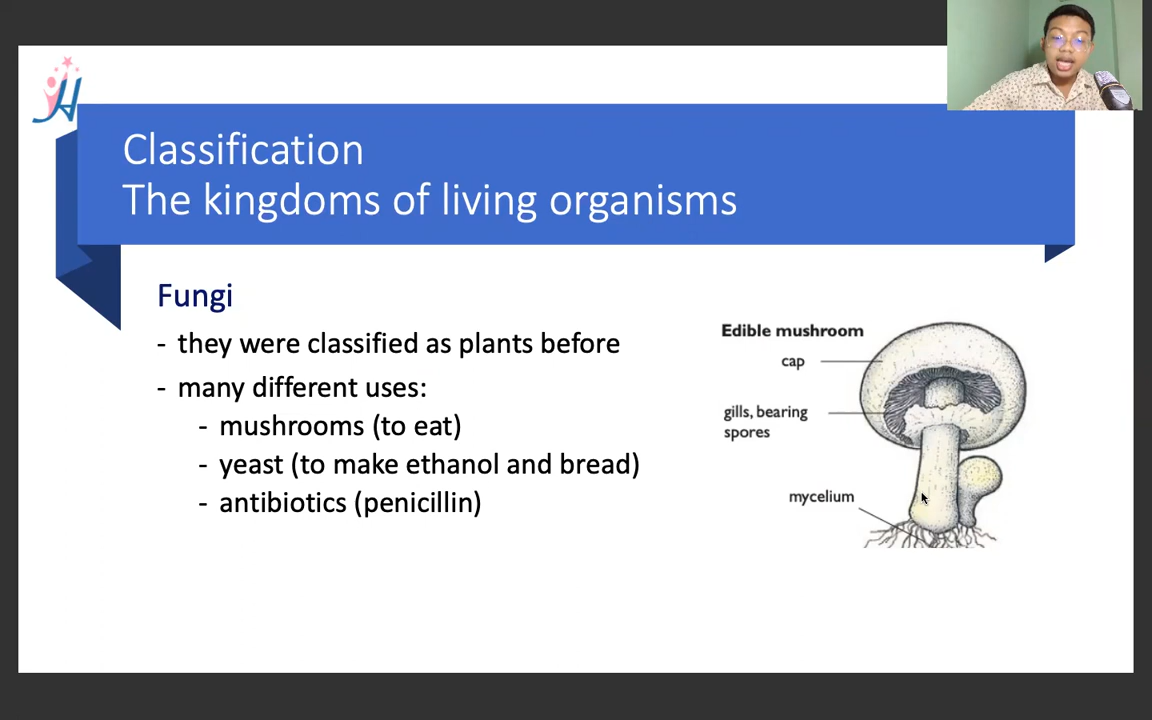 Classification
The kingdoms of living organisms
Fungi
- they were classified as plants before
- many different uses:
- mushrooms (to eat)
- yeast (to make ethanol and bread)
- antibiotics (penicillin)
Edible mushroom
cap
gills, bearing
spores
mycelium